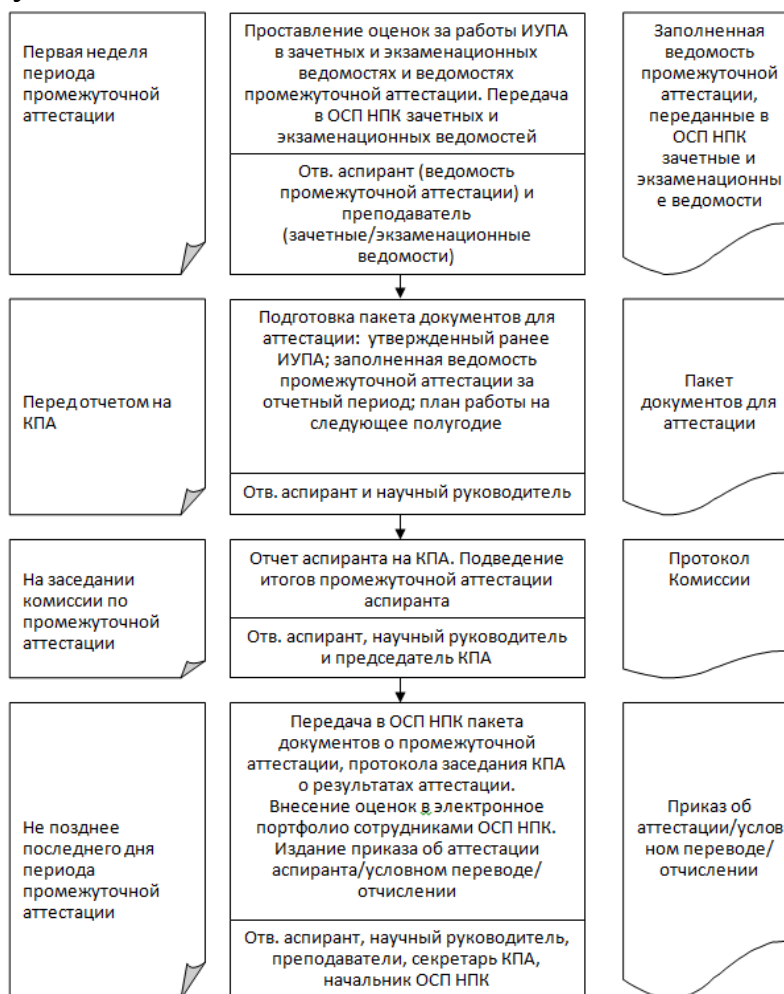 Первая неделя
периода
промежуточной
аттестации
Проставление оценок за работы ИУПА
в зачетных и экзаменационных
ведомостях и ведомостях
промежуточной аттестации. Передача
в ОСП НПК зачетных и
экзаменационных ведомостей
Отв. аспирант (ведомость
промежуточной аттестации) и
преподаватель
(зачетные/экзаменационные
ведомости)
Заполненная
ведомость
промежуточной
аттестации,
переданные в
ОСП НПК
зачетные и
экзаменационны
е ведомости
Перед отчетом на
КПА
Подготовка пакета документов для
аттестации: утвержденный ранее
ИУПА; заполненная ведомость
промежуточной аттестации за
отчетный период; план работы на
следующее полугодие
Отв. аспирант и научный руководитель
Пакет
документов для
аттестации
На заседании
комиссии по
промежуточной
аттестации
Отчет аспиранта на КПА. Подведение
итогов промежуточной аттестации
аспиранта
Отв. аспирант, научный руководитель
и председатель КПА
Протокол
Комиссии
Не позднее
последнего дня
периода
промежуточной
аттестации
Передача в ОСП НПК пакета
документов о промежуточной
аттестации, протокола заседания КПА
о результатах аттестации.
Внесение оценок в электронное
портфолио сотрудниками ОСП НПК.
Издание приказа об аттестации
аспиранта/условном переводе/
отчислении
Отв. аспирант, научный руководитель,
преподаватели, секретарь КПА,
начальник ОСП НПК
Приказ об
аттестации/услов
ном переводе/
отчислении